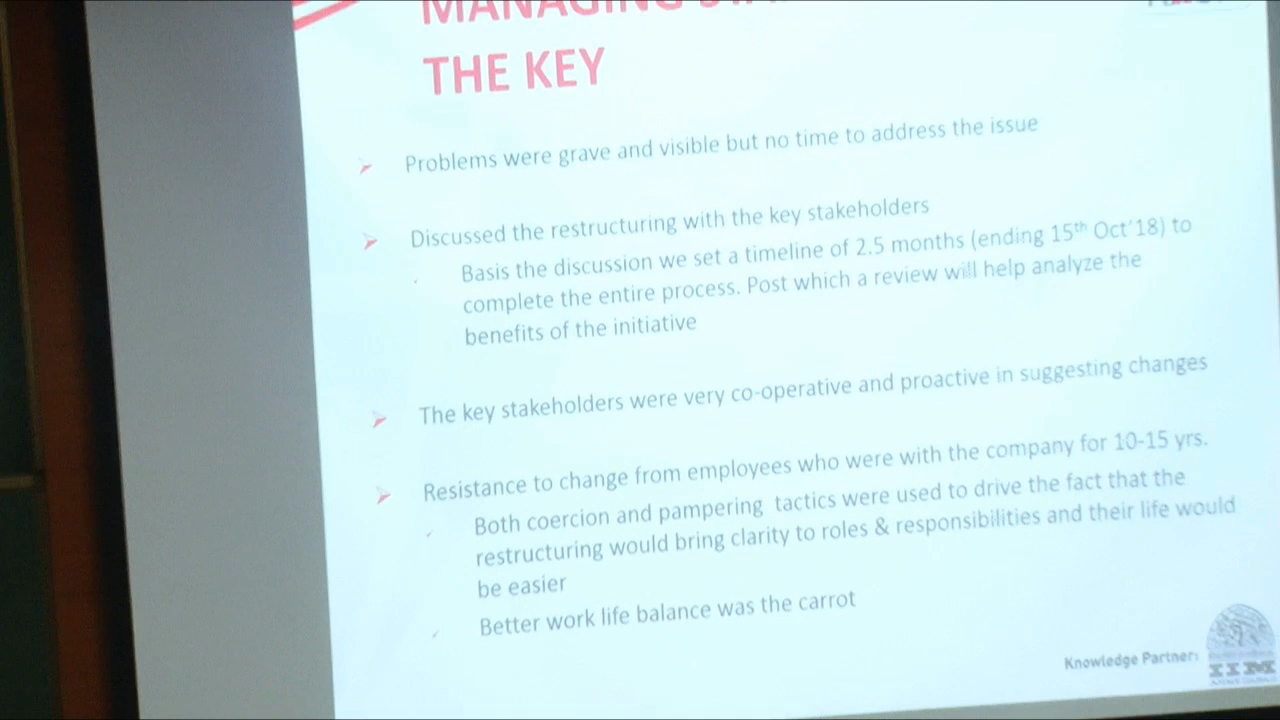 MANAGING
THE KEY
Problems were grave and visible but no time to address the issue
Discussed the restructuring with the key stakeholders
Basis the discussion we set a timeline of 2.5 months (ending 15th Oct'18) to
complete the entire process. Post which a review will help analyze the
benefits of the initiative
The key stakeholders were very co-operative and proactive in suggesting changes
Resistance to change from employees who were with the company for 10-15 yrs.
Both coercion and pampering tactics were used to drive the fact that the
restructuring would bring clarity to roles & responsibilities and their life would
be easier
Better work life balance was the carrot
Knowledge Partner:
IIM